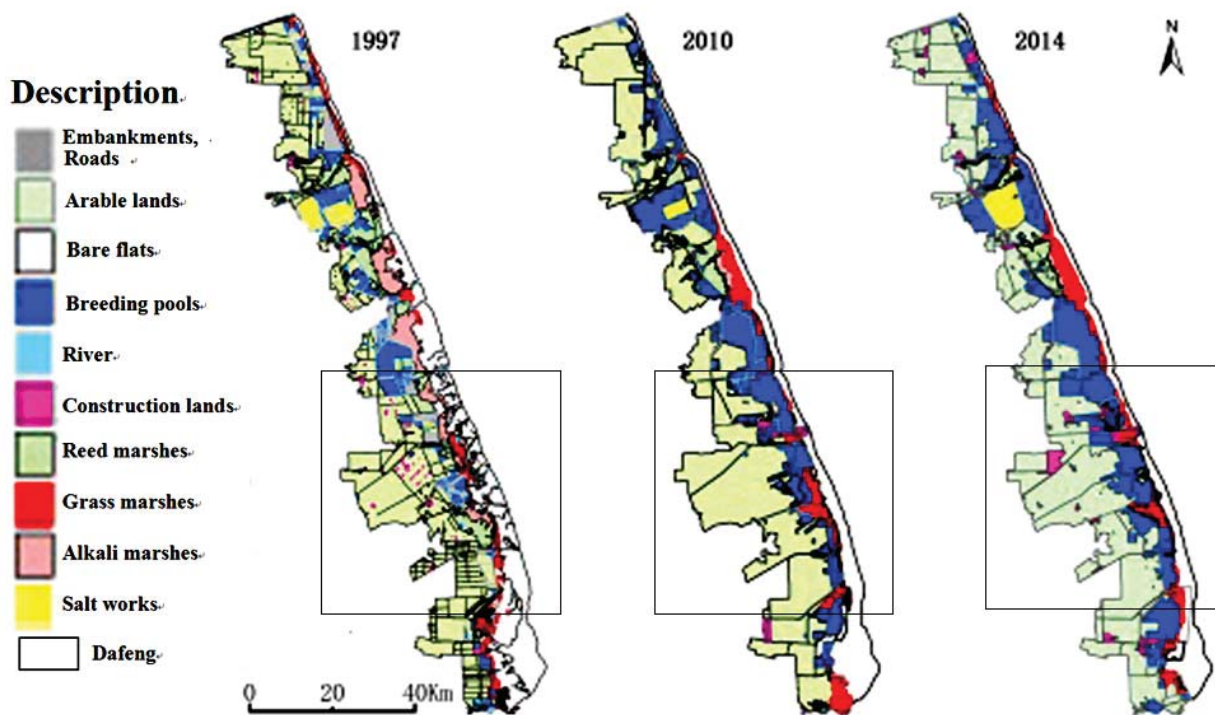 1997
2010
2014
N
Description
Embankments,
Roads
Arable lands
Bare flats
Breeding pools
River
Construction lands
Reed marshes
Grass marshes
Alkali marshes
Salt works
Dafeng
0 20 40Km